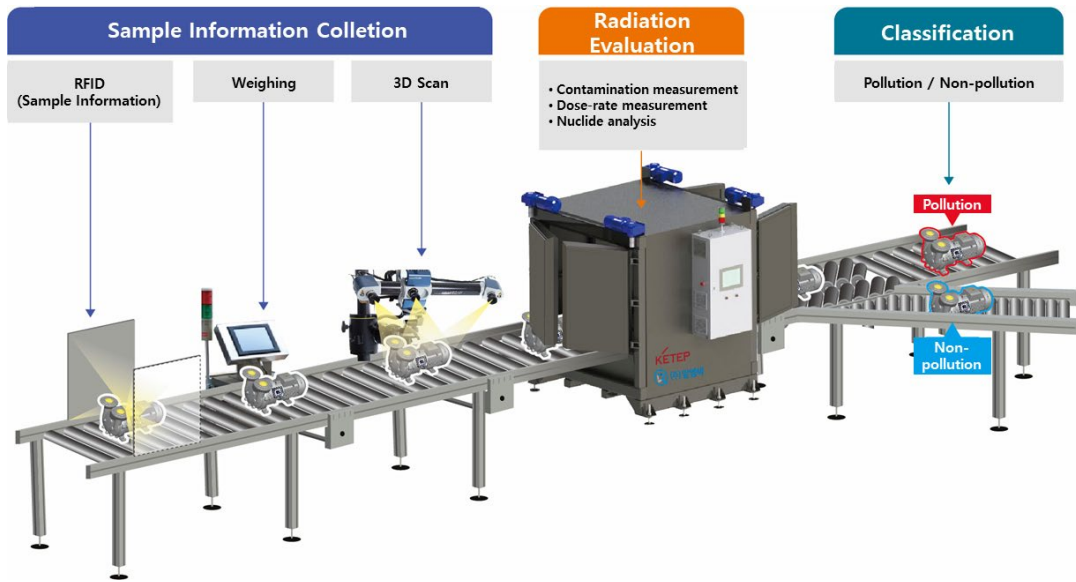 Sample Information Colletion
RFID
(Sample Information)
Weighing
3D Scan
Radiation
Evaluation
• Contamination measurement
• Dose-rate measurement
• Nuclide analysis
Classification
Pollution / Non-pollution
Pollution
Non-
pollution
KETEP